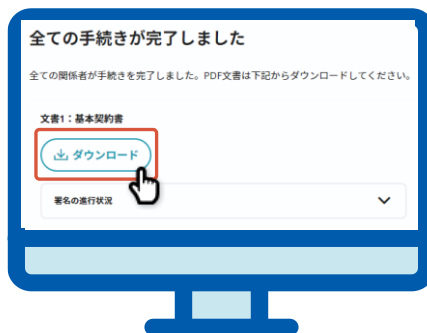 全ての手続きが完了しました
全ての関係者が手続きを完了しました。PDF文書は下記からダウンロードしてください。
文書1：基本契約書
ダウンロード
署名の進行状況